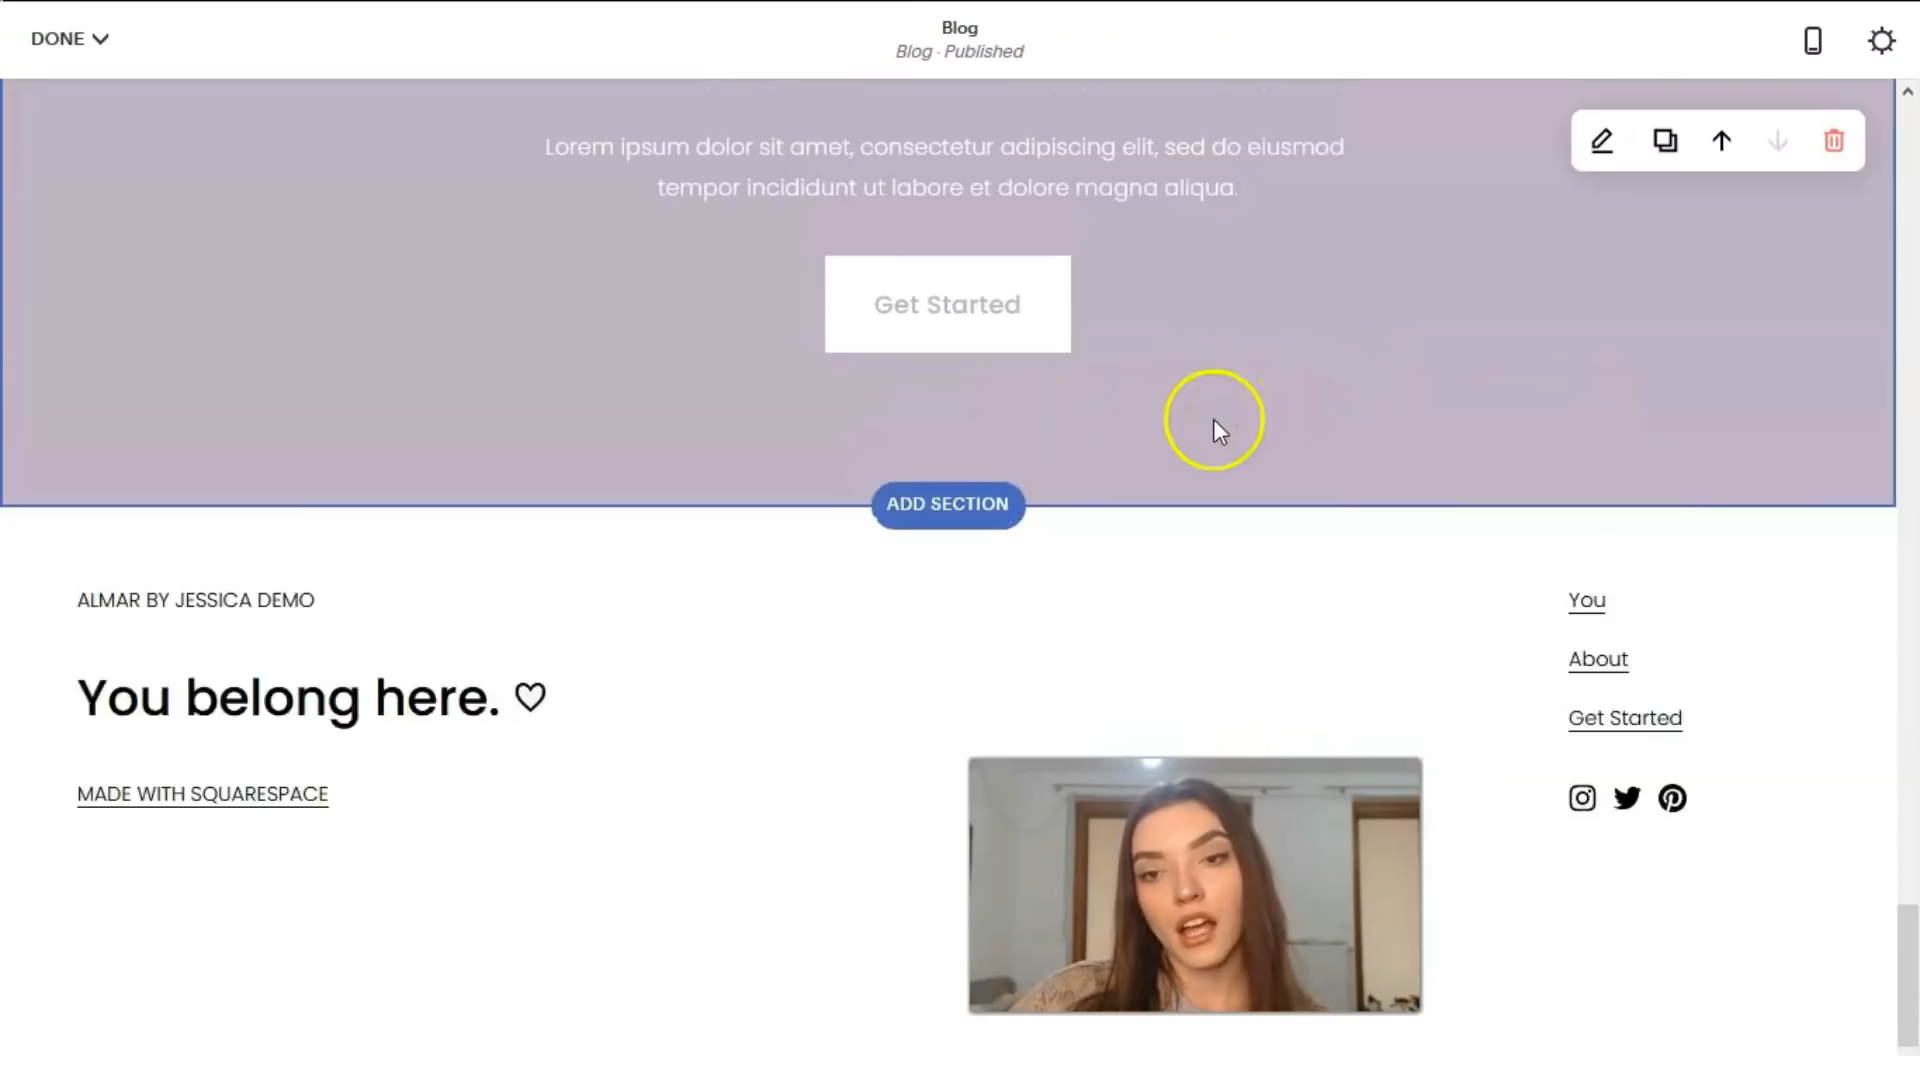 DONE
Blog
Blog · Published
Lorem ipsum dolor sit amet, consectetur adipiscing elit, sed do eiusmod
tempor incididunt ut labore et dolore magna aliqua.
Get Started
ADD SECTION
ALMAR BY JESSICA DEMO
You belong here. ♡
MADE WITH SQUARESPACE
You
About
Get Started